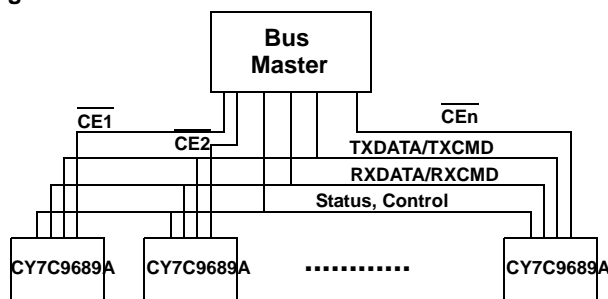 g
Bus
Master
CE1
CE2
CEn
TXDATA/TXCMD
RXDATA/RXCMD
Status, Control
CY7C9689A
CY7C9689A
CY7C9689A